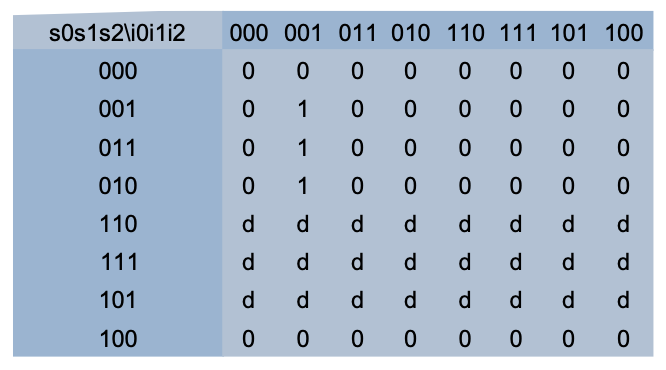 s0s1s2\i0i1i2 000 001 011 010 110 111 101 100
000 0 0 0 0 0 0 0 0
001 0 1 0 0 0 0 0 0
011 0 1 0 0 0 0 0 0
010 0 1 0 0 0 0 0 0
110 d d d d d d d d
111 d d d d d d d d
101 d d d d d d d d
100 0 0 0 0 0 0 0 0